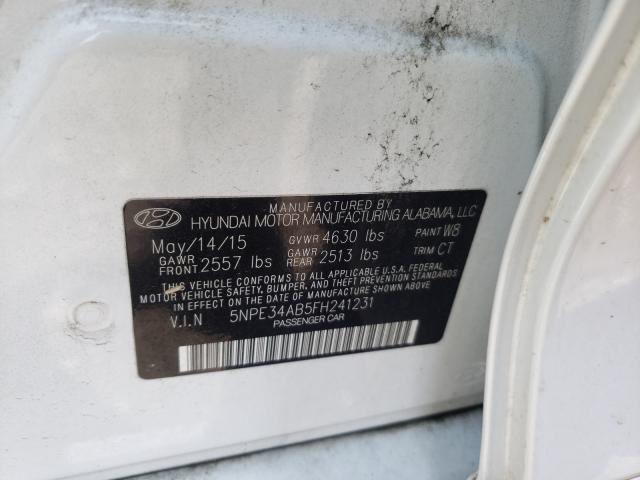 MANUFACTURED BY
HYUNDAI MOTOR MANUFACTURING ALABAMA, LLC
May/14/15 GVWR 4630 lbs PAINT W8
GAWR FRONT 2557 lbs GAWR REAR 2513 lbs TRIM CT
THIS VEHICLE CONFORMS TO ALL APPLICABLE U.S.A. FEDERAL
MOTOR VEHICLE SAFETY, BUMPER, AND THEFT PREVENTION STANDARDS
IN EFFECT ON THE DATE OF MANUFACTURE SHOWN ABOVE
V.I.N 5NPE34AB5FH241231
PASSENGER CAR